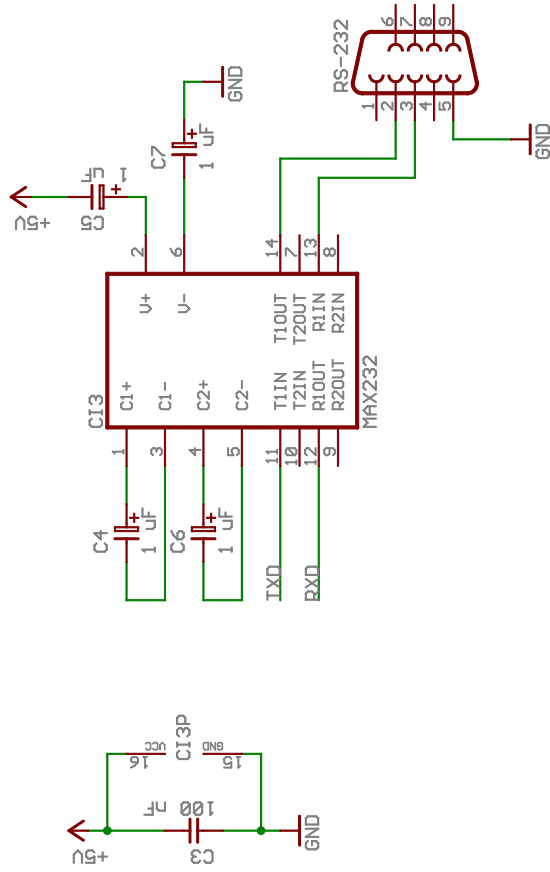 RS-232
6
7
8
9
1
2
3
4
5
GND
GND
C7
1 uF
+5V
C5
1 uF
2
6
14
7
13
8
V+
V-
T1OUT
T2OUT
R1IN
R2IN
CI3
MAX232
C1+
C1-
C2+
C2-
T1IN
T2IN
R1OUT
R2OUT
1
3
4
5
11
10
12
9
C4
1 uF
C6
1 uF
TXD
RXD
CI3P
VCC
GND
16
15
100 nF
C3
+5V
GND